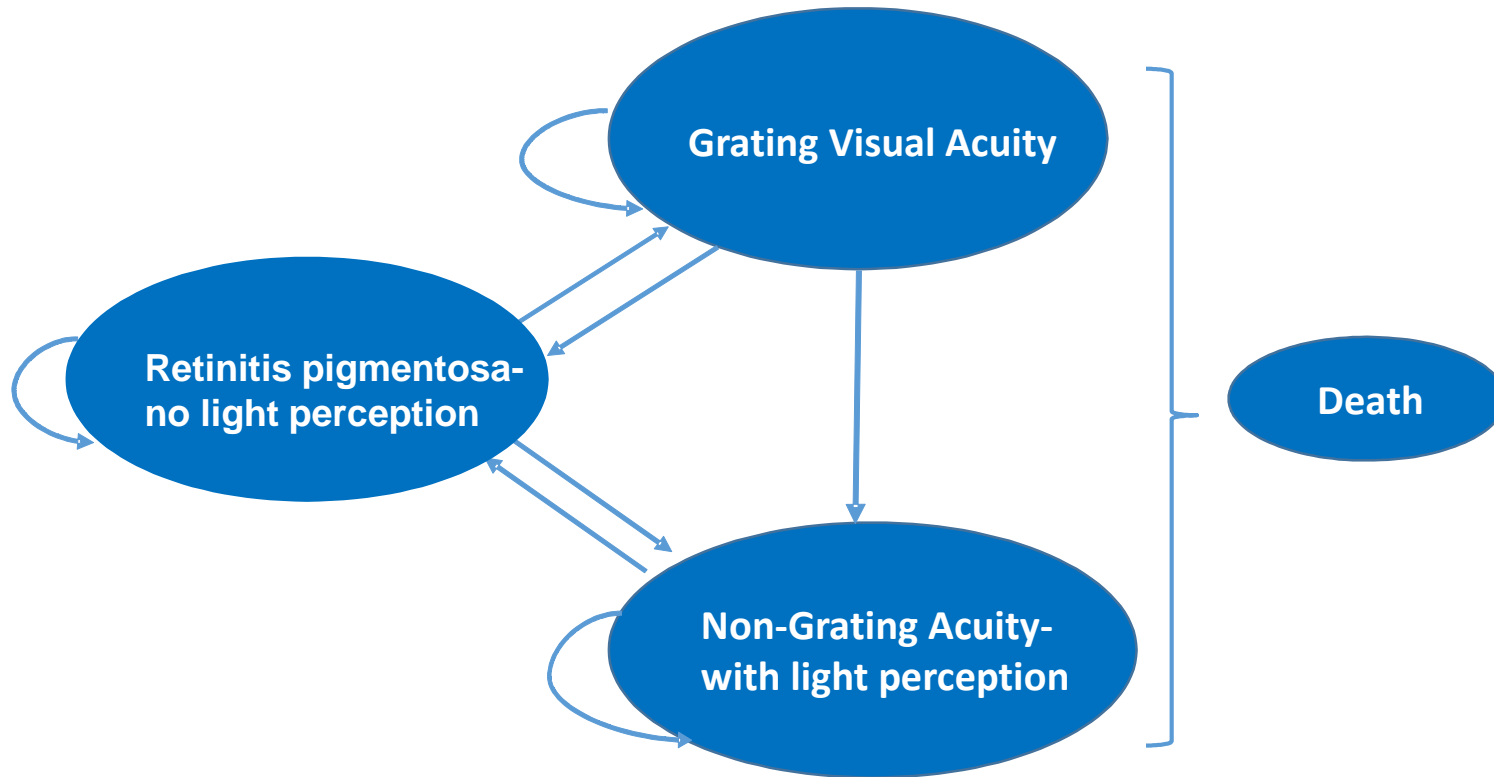 Grating Visual Acuity
Retinitis pigmentosa-
no light perception
Death
Non-Grating Acuity-
with light perception